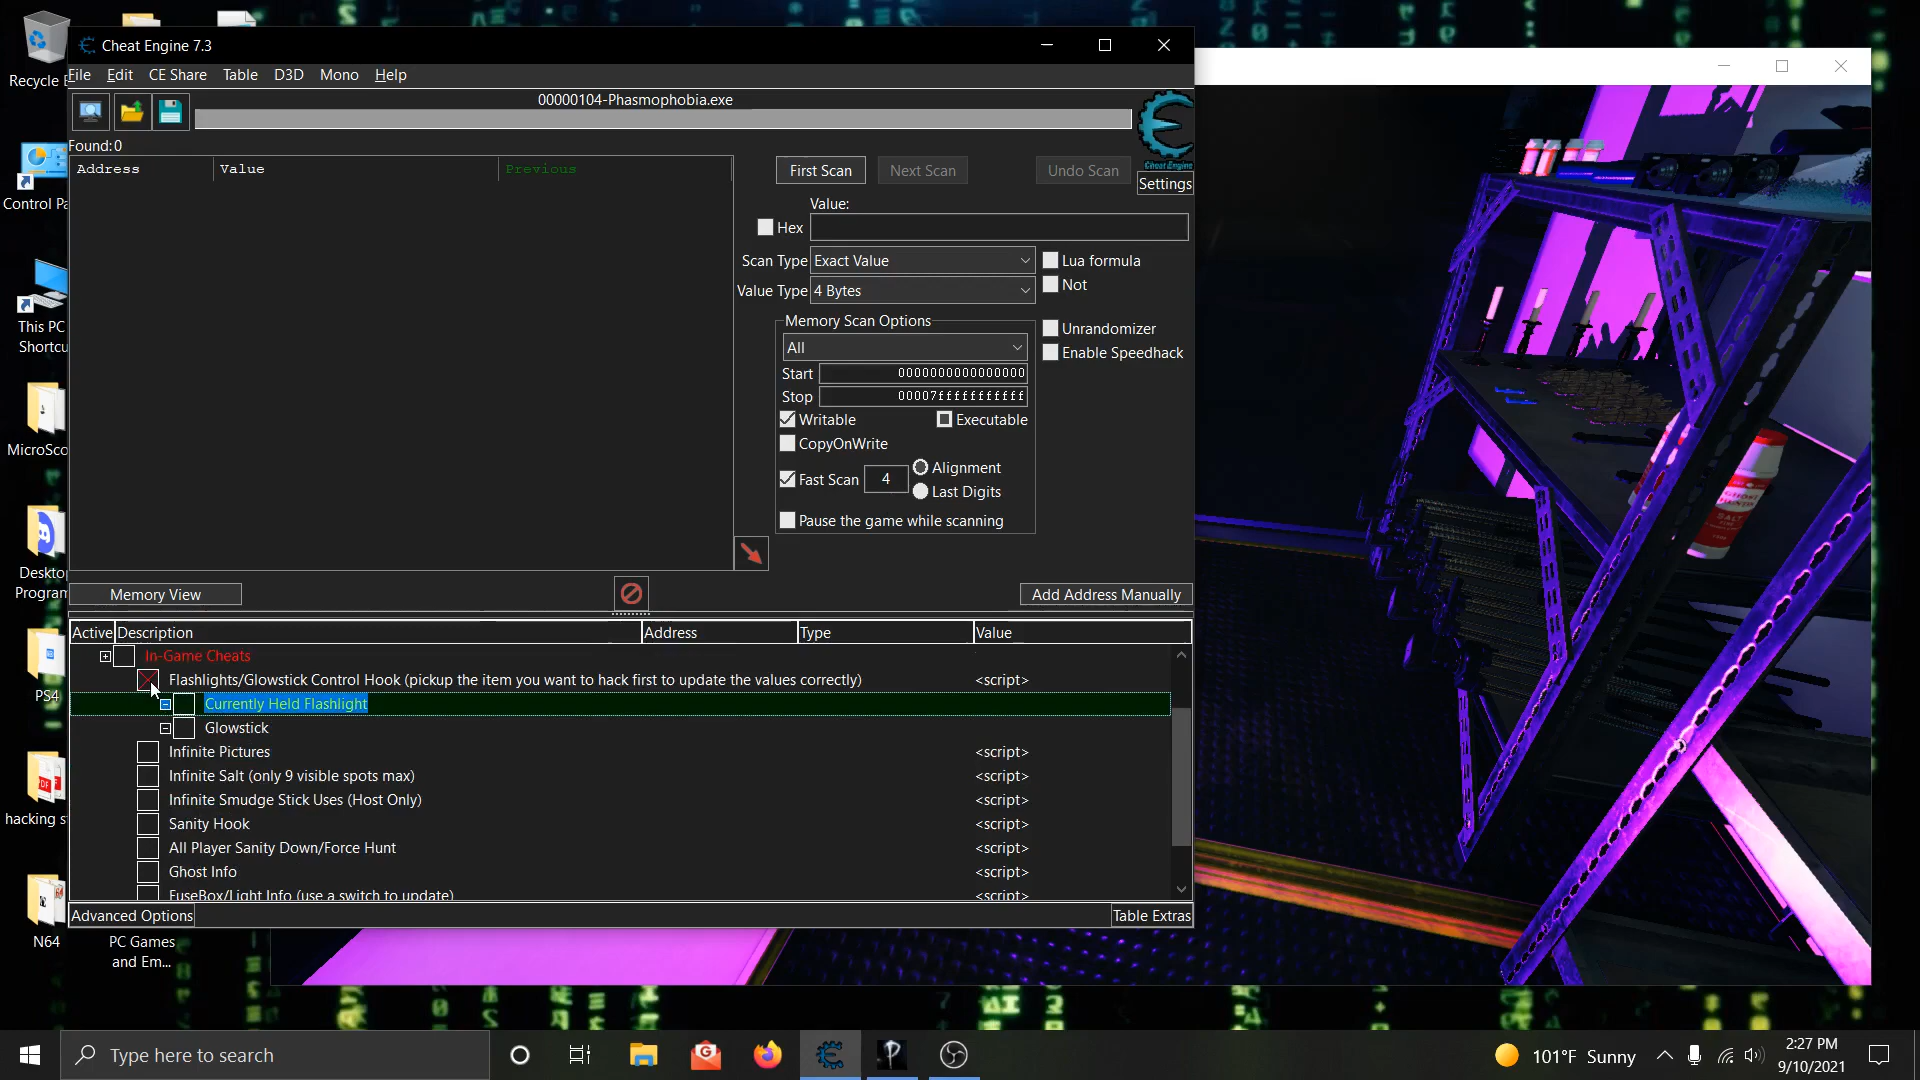 Recycle B
Control Pa
This PC
Shortcu
MicroSco
Deskto
Program
PS4
hacking s
N64
PC Games
and Em...
Cheat Engine 7.3
File Edit CE Share Table D3D Mono Help
00000104-Phasmophobia.exe
Cheat Engine
Settings
Found:0
Address Value Previous
First Scan Next Scan Undo Scan
Value:
Hex
Scan Type Exact Value
Lua formula
Value Type 4 Bytes
Not
Memory Scan Options
All
Unrandomizer
Enable Speedhack
Start 0000000000000000
Stop 00007fffffffffff
Writable Executable
CopyOnWrite
Fast Scan 4 Alignment
Last Digits
Pause the game while scanning
Memory View
Add Address Manually
Active Description Address Type Value
In-Game Cheats
Flashlights/Glowstick Control Hook (pickup the item you want to hack first to update the values correctly) <script>
Currently Held Flashlight
Glowstick
Infinite Pictures <script>
Infinite Salt (only 9 visible spots max) <script>
Infinite Smudge Stick Uses (Host Only) <script>
Sanity Hook <script>
All Player Sanity Down/Force Hunt <script>
Ghost Info <script>
FuseBox/Light Info (use a switch to update) <script>
Advanced Options Table Extras
SALT
Type here to search
101°F Sunny
2:27 PM
9/10/2021